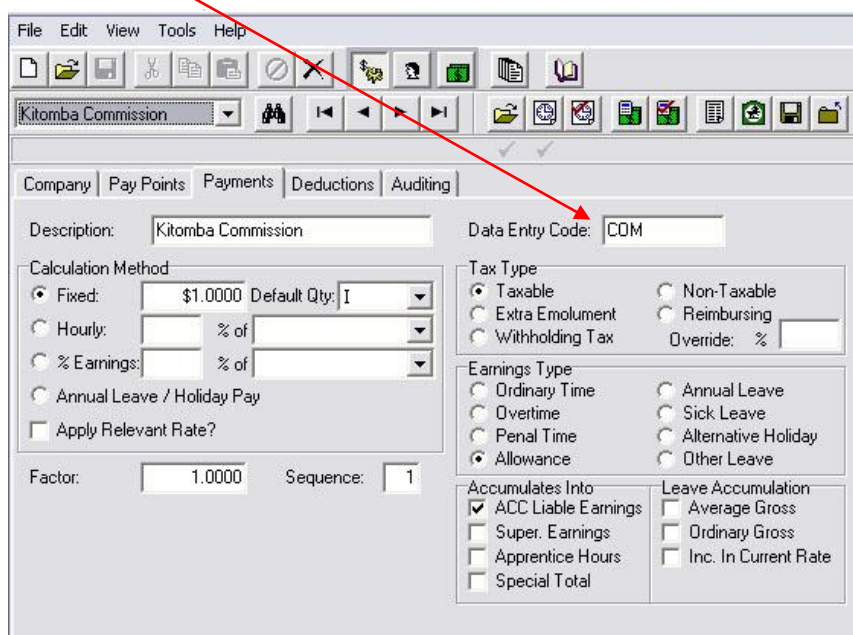 File Edit View Tools Help
Kitomba Commission
Company Pay Points Payments Deductions Auditing
Description: Kitomba Commission
Data Entry Code: COM
Calculation Method
Fixed: $1.0000 Default Qty:
Hourly: % of
% Earnings: % of
Annual Leave / Holiday Pay
Apply Relevant Rate?
Factor: 1.0000 Sequence: 1
Tax Type
Taxable Non-Taxable
Extra Emolument Reimbursing
Withholding Tax Override: %
Earnings Type
Ordinary Time Annual Leave
Overtime Sick Leave
Penal Time Alternative Holiday
Allowance Other Leave
Accumulates Into Leave Accumulation
ACC Liable Earnings Average Gross
Super. Earnings Ordinary Gross
Apprentice Hours Inc. In Current Rate
Special Total